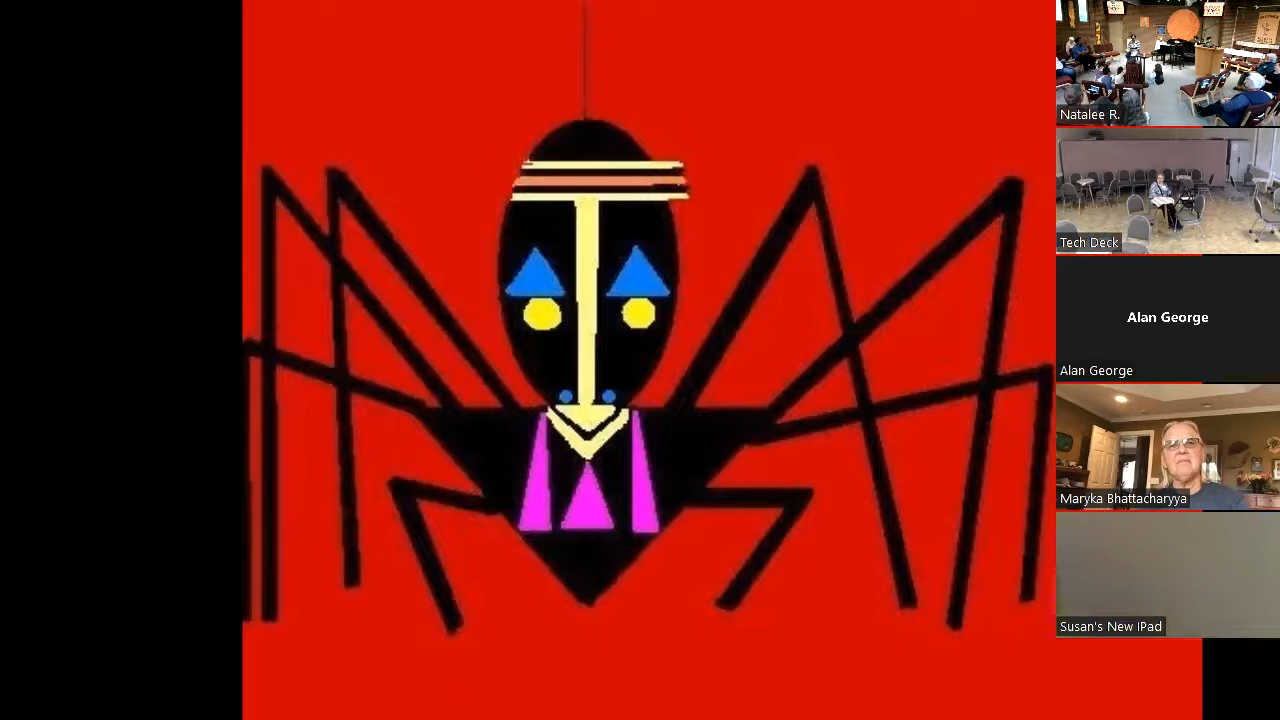 Natalee R.
Tech Deck
Alan George
Alan George
Maryka Bhattacharyya
Susan's New IPad